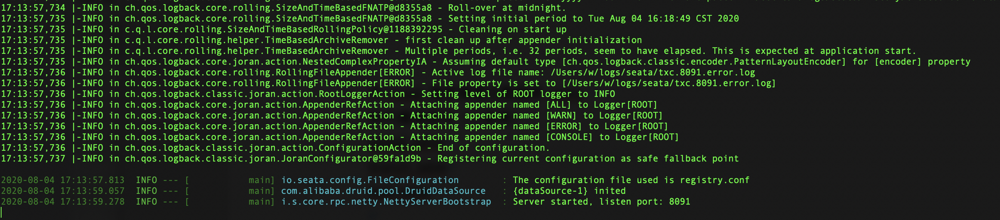 17:13:57,734 |-INFO in ch.qos.logback.core.rolling.SizeAndTimeBasedFNATP@d8355a8 - Roll-over at midnight.
17:13:57,735 |-INFO in ch.qos.logback.core.rolling.SizeAndTimeBasedFNATP@d8355a8 - Setting initial period to Tue Aug 04 16:18:49 CST 2020
17:13:57,735 |-INFO in c.q.l.core.rolling.SizeAndTimeBasedRollingPolicy@1188392295 - Cleaning on start up
17:13:57,735 |-INFO in c.q.l.core.rolling.helper.TimeBasedArchiveRemover - first clean up after appender initialization
17:13:57,735 |-INFO in c.q.l.core.rolling.helper.TimeBasedArchiveRemover - Multiple periods, i.e. 32 periods, seem to have elapsed. This is expected at application start.
17:13:57,735 |-INFO in ch.qos.logback.core.joran.action.NestedComplexPropertyIA - Assuming default type [ch.qos.logback.classic.encoder.PatternLayoutEncoder] for [encoder] property
17:13:57,736 |-INFO in ch.qos.logback.core.rolling.RollingFileAppender[ERROR] - Active log file name: /Users/w/logs/seata/txc.8091.error.log
17:13:57,736 |-INFO in ch.qos.logback.core.rolling.RollingFileAppender[ERROR] - File property is set to [/Users/w/logs/seata/txc.8091.error.log]
17:13:57,736 |-INFO in ch.qos.logback.classic.joran.action.RootLoggerAction - Setting level of ROOT logger to INFO
17:13:57,736 |-INFO in ch.qos.logback.core.joran.action.AppenderRefAction - Attaching appender named [ALL] to Logger[ROOT]
17:13:57,736 |-INFO in ch.qos.logback.core.joran.action.AppenderRefAction - Attaching appender named [WARN] to Logger[ROOT]
17:13:57,736 |-INFO in ch.qos.logback.core.joran.action.AppenderRefAction - Attaching appender named [ERROR] to Logger[ROOT]
17:13:57,736 |-INFO in ch.qos.logback.core.joran.action.AppenderRefAction - Attaching appender named [CONSOLE] to Logger[ROOT]
17:13:57,736 |-INFO in ch.qos.logback.classic.joran.action.ConfigurationAction - End of configuration.
17:13:57,737 |-INFO in ch.qos.logback.classic.joran.JoranConfigurator@59fa1d9b - Registering current configuration as safe fallback point
2020-08-04 17:13:57.813  INFO --- [           main] io.seata.config.FileConfiguration        : The configuration file used is registry.conf
2020-08-04 17:13:59.057  INFO --- [           main] com.alibaba.druid.pool.DruidDataSource   : {dataSource-1} inited
2020-08-04 17:13:59.278  INFO --- [           main] i.s.core.rpc.netty.NettyServerBootstrap  : Server started, listen port: 8091